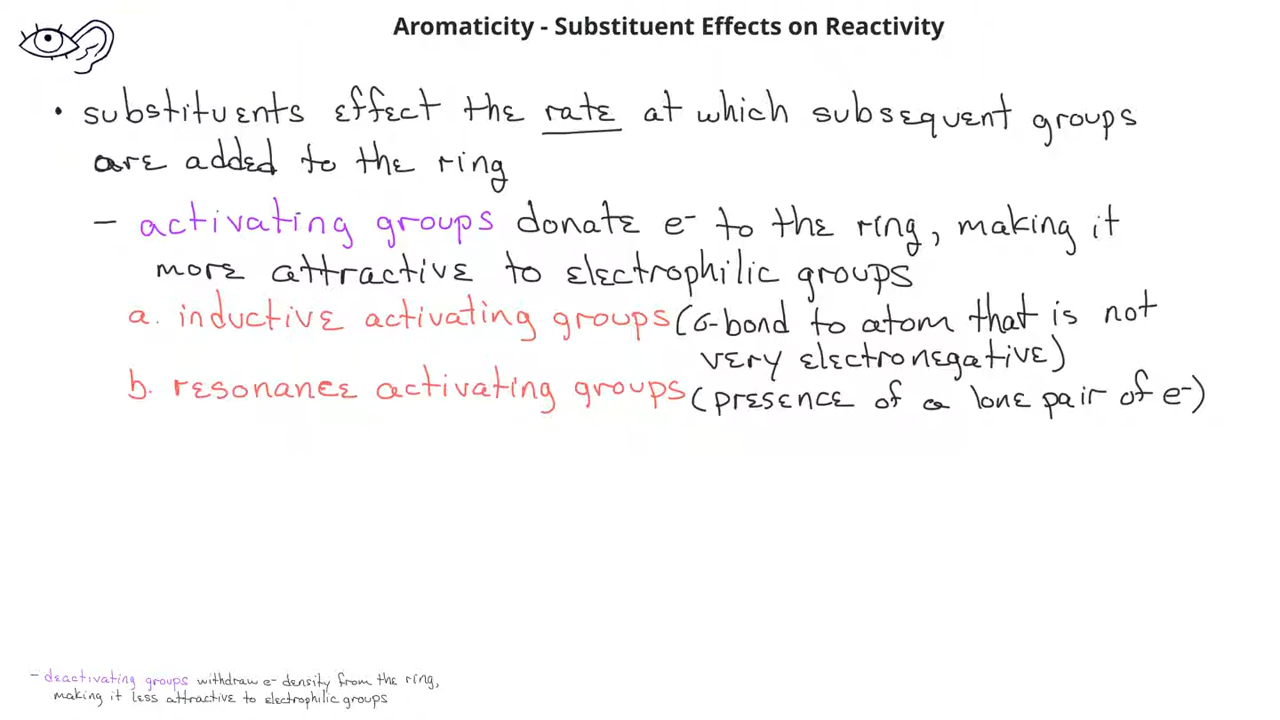 Aromaticity - Substituent Effects on Reactivity
• substituents effect the rate at which subsequent groups
are added to the ring
– activating groups donate e⁻ to the ring, making it
more attractive to electrophilic groups
a. inductive activating groups (σ-bond to atom that is not
very electronegative)
b. resonance activating groups (presence of a lone pair of e⁻)
– deactivating groups withdraw e⁻ density from the ring,
making it less attractive to electrophilic groups